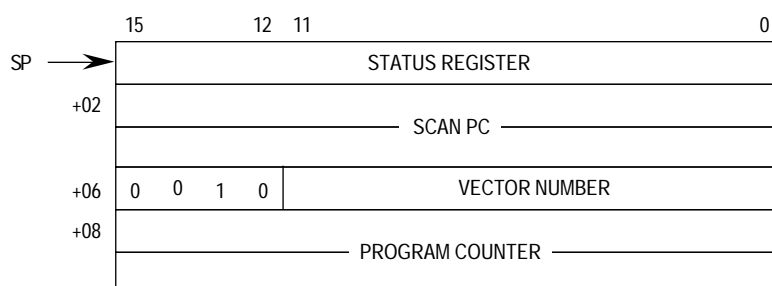 15 12 11 0
SP STATUS REGISTER
+02
SCAN PC
+06 0 0 1 0 VECTOR NUMBER
+08
PROGRAM COUNTER